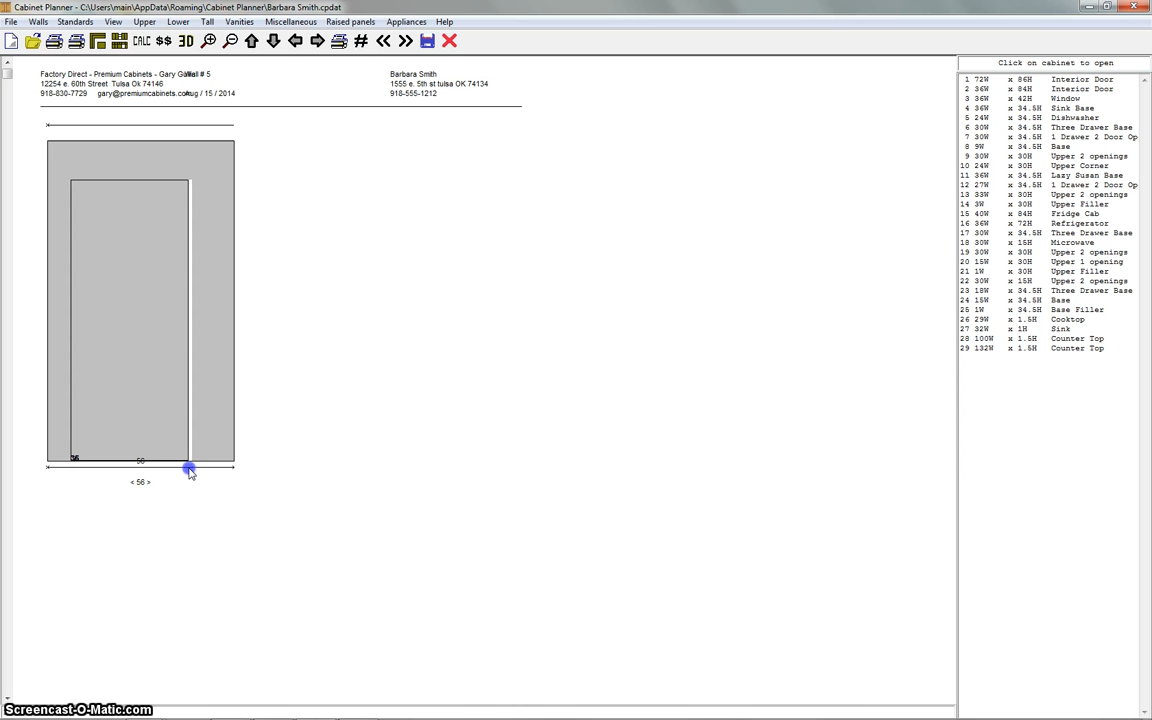 Cabinet Planner - C:\Users\main\AppData\Roaming\Cabinet Planner\Barbara Smith.cpdat
File Walls Standards View Upper Lower Tall Vanities Miscellaneous Raised panels Appliances Help
CALC $$ 3D #
Factory Direct - Premium Cabinets - Gary Wall # 5
12254 e. 60th Street Tulsa Ok 74146
918-830-7729 gary@premiumcabinets.com Aug / 15 / 2014
Barbara Smith
1555 e. 5th st tulsa OK 74134
918-555-1212
36
56
< 56 >
Click on cabinet to open
1 72W x 86H Interior Door
2 36W x 84H Interior Door
3 36W x 42H Window
4 36W x 34.5H Sink Base
5 24W x 34.5H Dishwasher
6 30W x 34.5H Three Drawer Base
7 30W x 34.5H 1 Drawer 2 Door Op
8 9W x 34.5H Base
9 30W x 30H Upper 2 openings
10 24W x 30H Upper Corner
11 36W x 34.5H Lazy Susan Base
12 27W x 34.5H 1 Drawer 2 Door Op
13 33W x 30H Upper 2 openings
14 3W x 30H Upper Filler
15 40W x 84H Fridge Cab
16 36W x 72H Refrigerator
17 30W x 34.5H Three Drawer Base
18 30W x 15H Microwave
19 30W x 30H Upper 2 openings
20 15W x 30H Upper 1 opening
21 1W x 30H Upper Filler
22 30W x 15H Upper 2 openings
23 18W x 34.5H Three Drawer Base
24 15W x 34.5H Base
25 1W x 34.5H Base Filler
26 29W x 1.5H Cooktop
27 32W x 1H Sink
28 100W x 1.5H Counter Top
29 132W x 1.5H Counter Top
Screencast-O-Matic.com